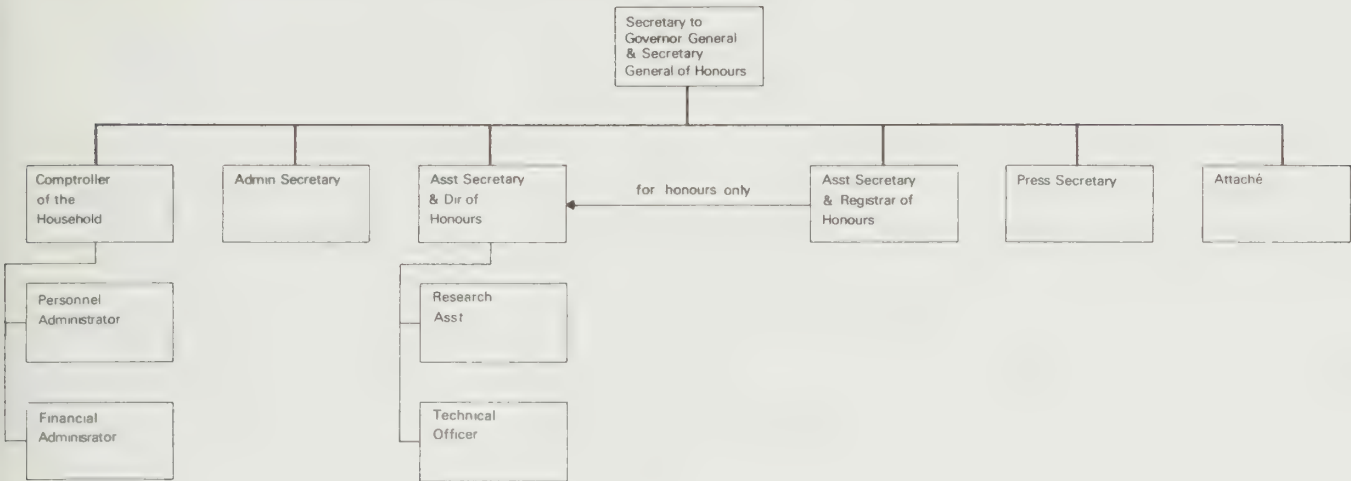 Secretary to
Governor General
& Secretary
General of Honours
Comptroller
of the
Household
Admin Secretary
Asst Secretary
& Dir of
Honours
for honours only
Asst Secretary
& Registrar of
Honours
Press Secretary
Attaché
Personnel
Administrator
Research
Asst
Financial
Adminisrator
Technical
Officer